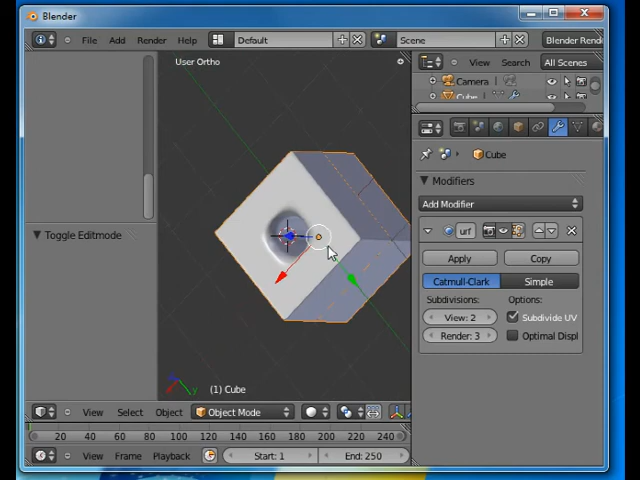 Blender
File Add Render Help Default Scene Blender Rend
User Ortho
View Search All Scenes
Camera
Cube
Cube
Modifiers
Add Modifier
urf
Toggle Editmode
Apply Copy
Catmull-Clark Simple
Subdivisions: Options:
View: 2 Subdivide UV
Render: 3 Optimal Displ
(1) Cube
View Select Object Object Mode
20 40 60 80 100 120 140 160 180 200 220 240
View Frame Playback Start: 1 End: 250